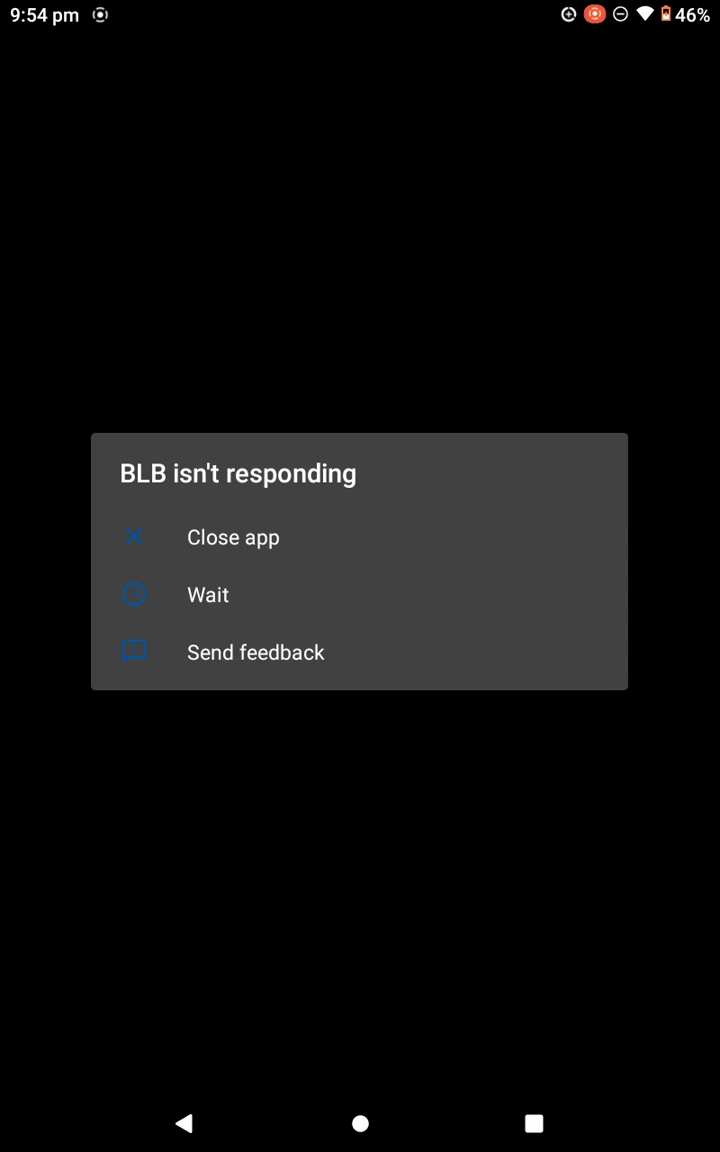 9:54 pm 46%
BLB isn't responding
Close app
Wait
Send feedback